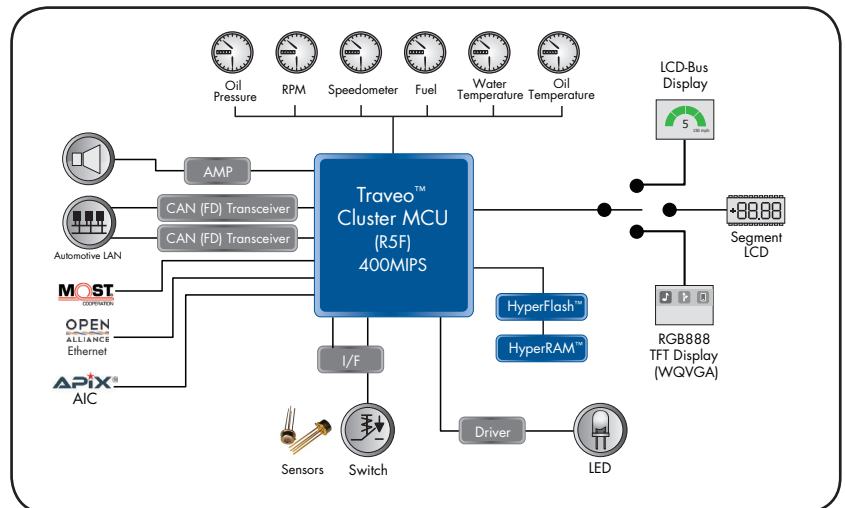 Oil
Pressure
RPM
Speedometer
Fuel
Water
Temperature
Oil
Temperature
LCD-Bus
Display
5
AMP
CAN (FD) Transceiver
CAN (FD) Transceiver
Automotive LAN
MOST
COOPERATION
OPEN
ALLIANCE
Ethernet
APiX
AIC
Traveo™
Cluster MCU
(R5F)
400MIPS
HyperFlash™
HyperRAM™
I/F
Sensors
Switch
Driver
LED
+88.88
Segment
LCD
RGB888
TFT Display
(WQVGA)